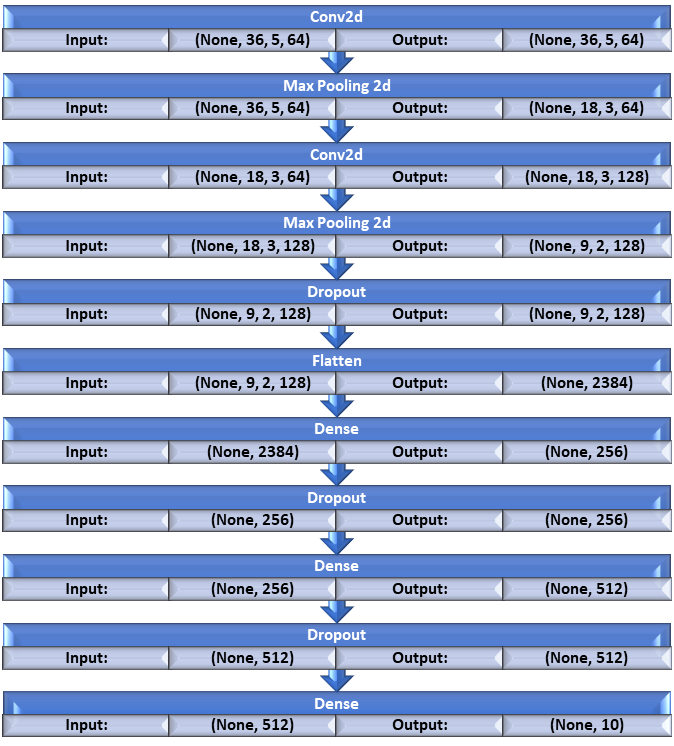 Conv2d
Input: (None, 36, 5, 64) Output: (None, 36, 5, 64)
Max Pooling 2d
Input: (None, 36, 5, 64) Output: (None, 18, 3, 64)
Conv2d
Input: (None, 18, 3, 64) Output: (None, 18, 3, 128)
Max Pooling 2d
Input: (None, 18, 3, 128) Output: (None, 9, 2, 128)
Dropout
Input: (None, 9, 2, 128) Output: (None, 9, 2, 128)
Flatten
Input: (None, 9, 2, 128) Output: (None, 2384)
Dense
Input: (None, 2384) Output: (None, 256)
Dropout
Input: (None, 256) Output: (None, 256)
Dense
Input: (None, 256) Output: (None, 512)
Dropout
Input: (None, 512) Output: (None, 512)
Dense
Input: (None, 512) Output: (None, 10)